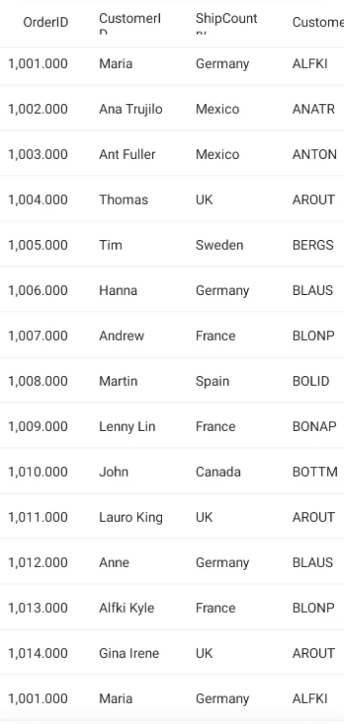 OrderID CustomerI ShipCount Custome
D
1,001.000 Maria Germany ALFKI
1,002.000 Ana Trujilo Mexico ANATR
1,003.000 Ant Fuller Mexico ANTON
1,004.000 Thomas UK AROUT
1,005.000 Tim Sweden BERGS
1,006.000 Hanna Germany BLAUS
1,007.000 Andrew France BLONP
1,008.000 Martin Spain BOLID
1,009.000 Lenny Lin France BONAP
1,010.000 John Canada BOTTM
1,011.000 Lauro King UK AROUT
1,012.000 Anne Germany BLAUS
1,013.000 Alfki Kyle France BLONP
1,014.000 Gina Irene UK AROUT
1,001.000 Maria Germany ALFKI